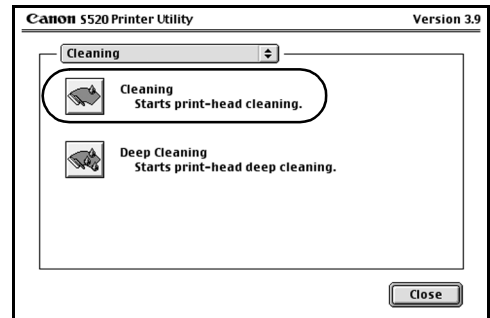 Canon S520 Printer Utility Version 3.9
Cleaning
Cleaning
Starts print-head cleaning.
Deep Cleaning
Starts print-head deep cleaning.
Close